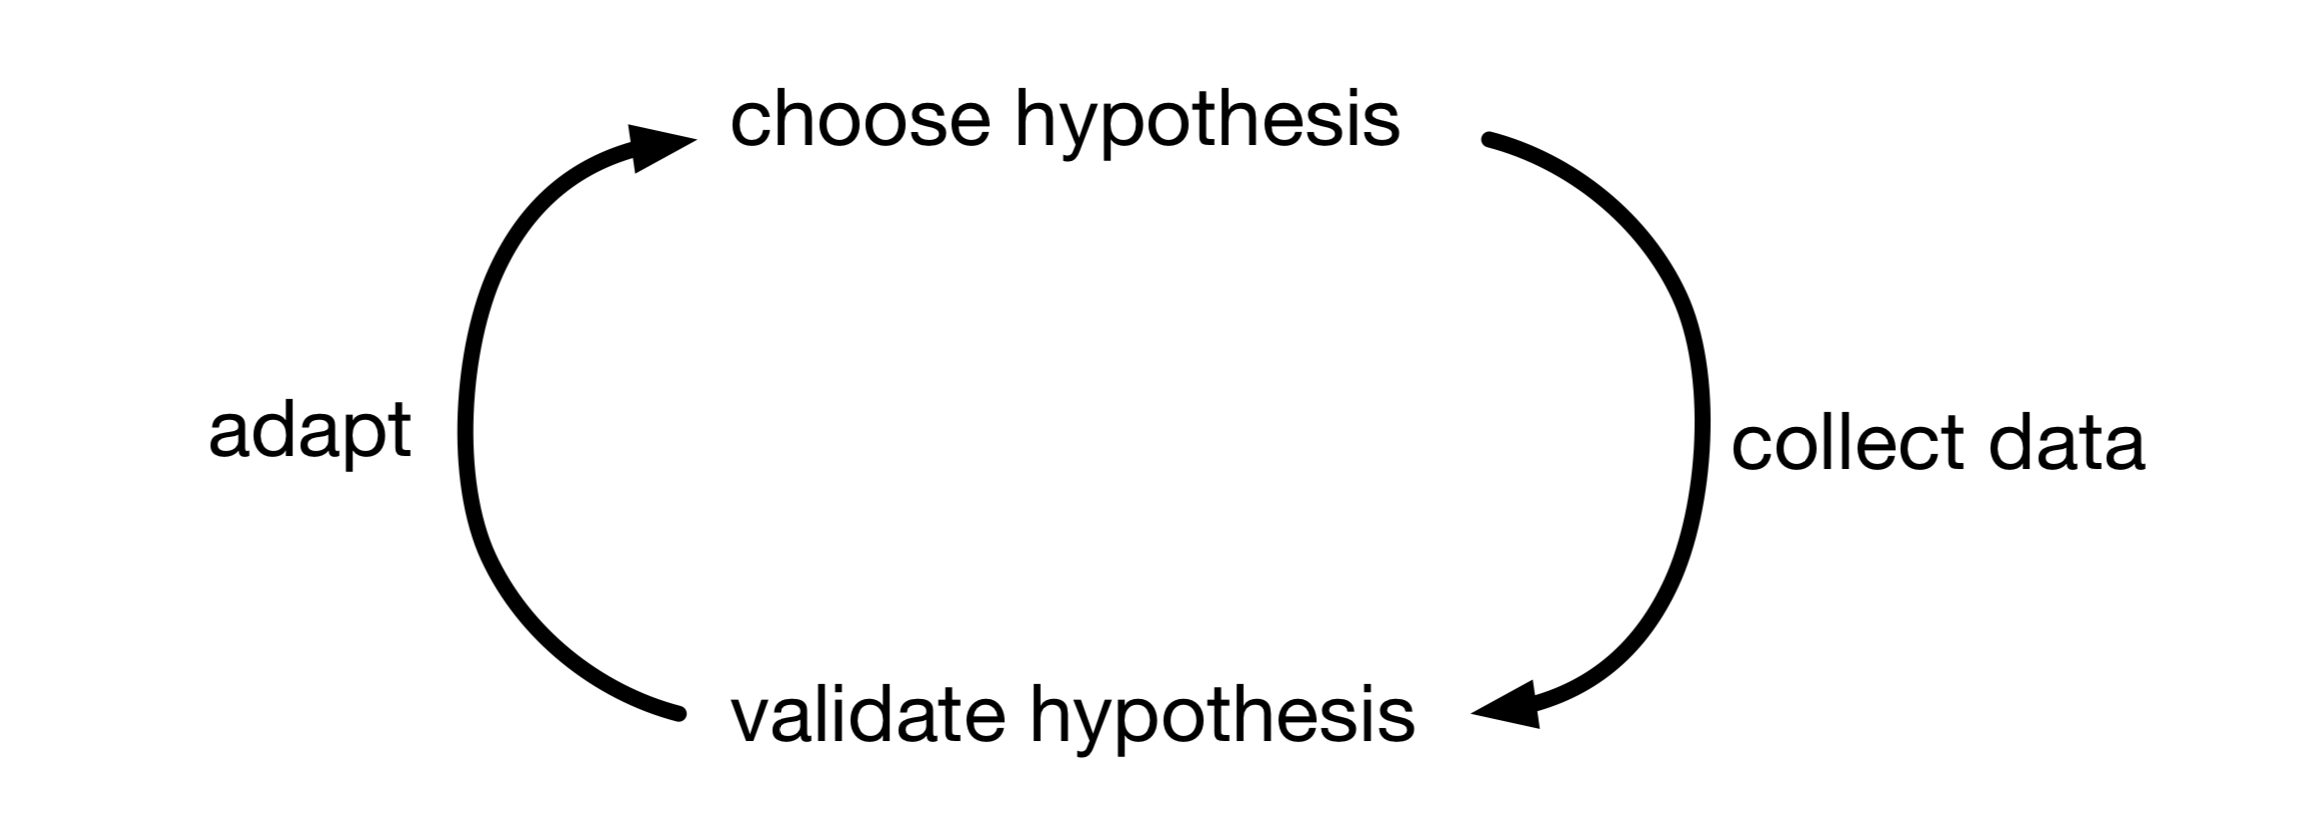 choose hypothesis
adapt
collect data
validate hypothesis